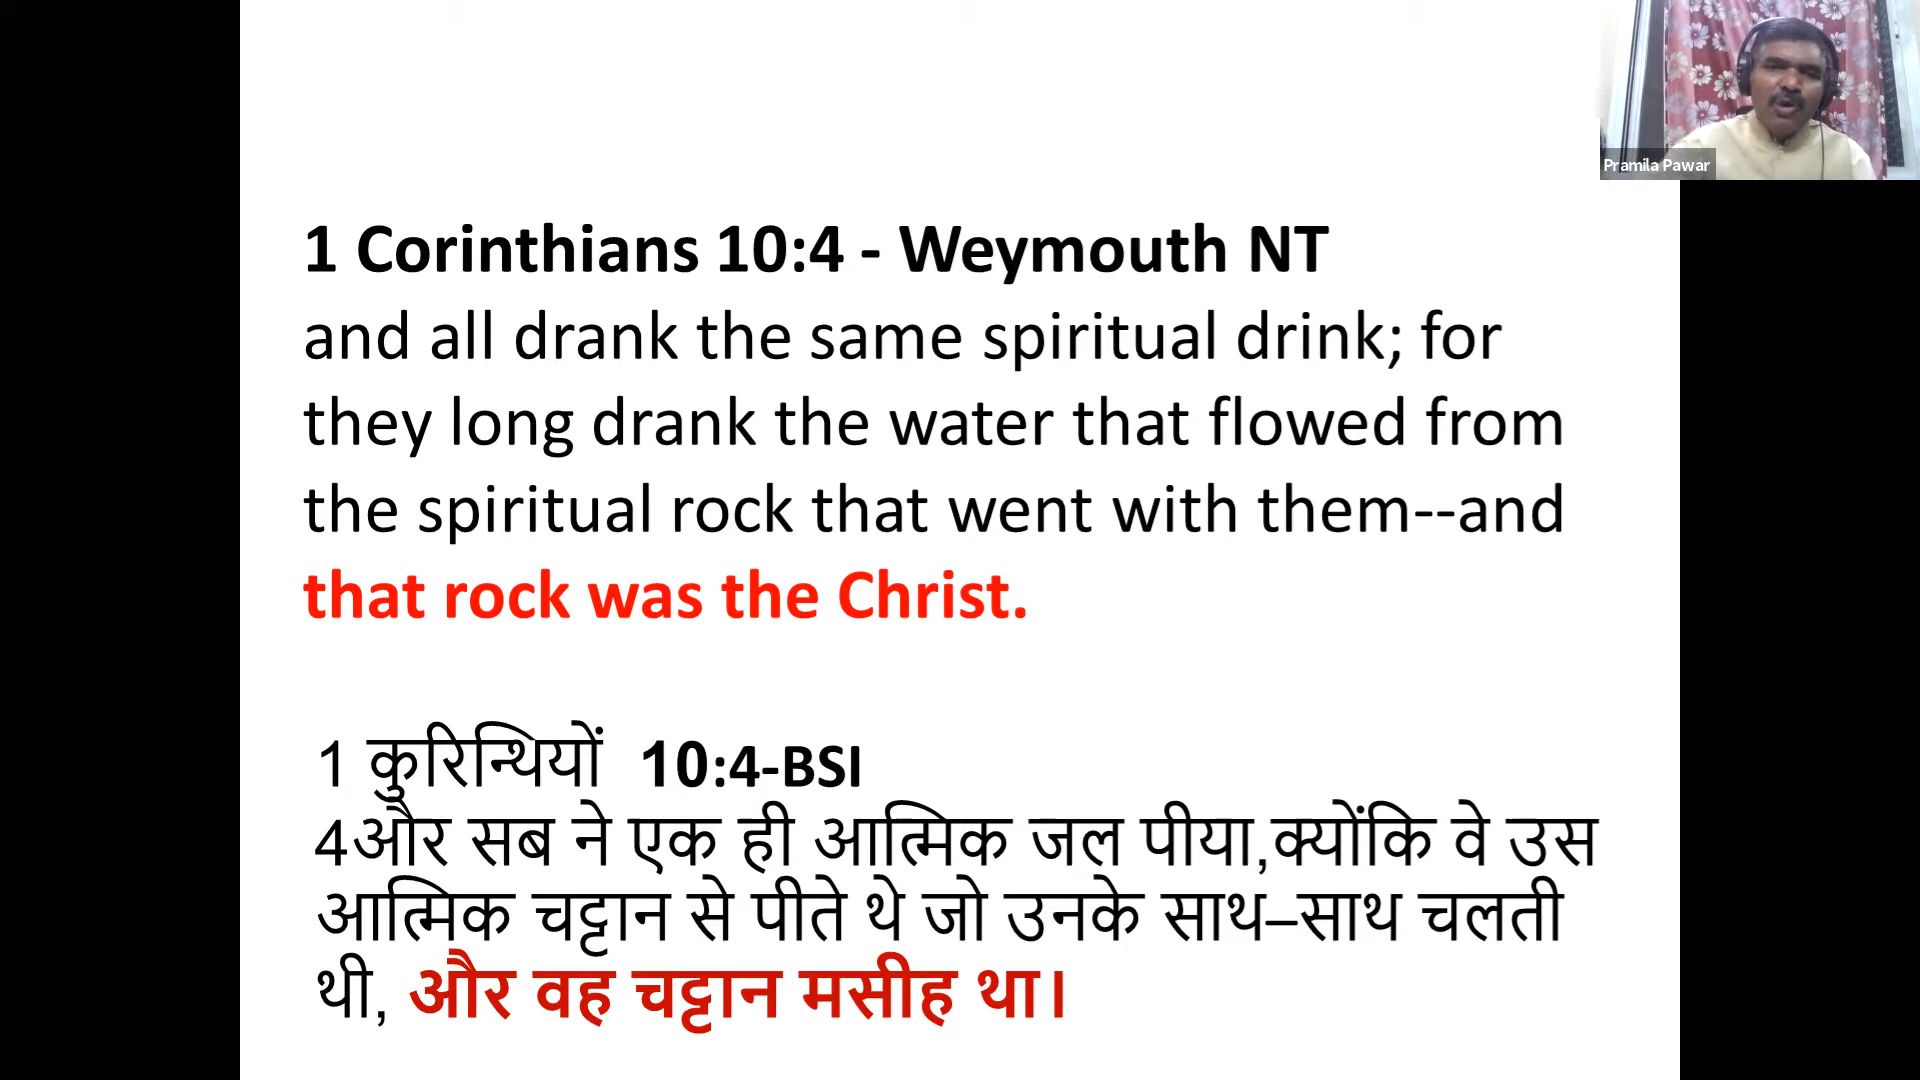 Pramila Pawar
1 Corinthians 10:4 - Weymouth NT
and all drank the same spiritual drink; for
they long drank the water that flowed from
the spiritual rock that went with them--and
that rock was the Christ.
1 कुरिन्थियों 10:4-BSI
4और सब ने एक ही आत्मिक जल पीया,क्योंकि वे उस
आत्मिक चट्टान से पीते थे जो उनके साथ–साथ चलती
थी, और वह चट्टान मसीह था।